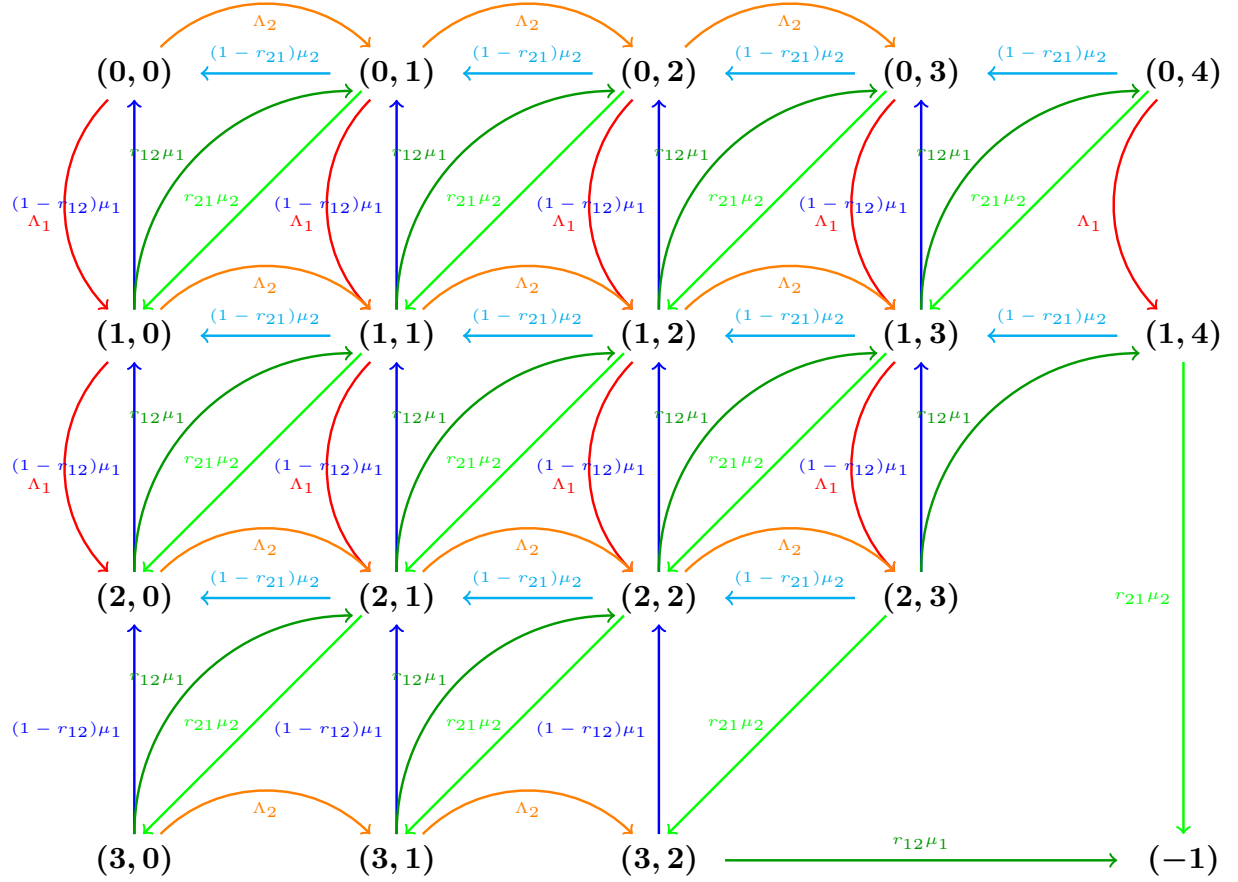 Λ₂ Λ₂ Λ₂
(1 − r₂₁)μ₂ (1 − r₂₁)μ₂ (1 − r₂₁)μ₂ (1 − r₂₁)μ₂
(0, 0) (0, 1) (0, 2) (0, 3) (0, 4)
r₁₂μ₁ r₁₂μ₁ r₁₂μ₁ r₁₂μ₁
(1 − r₁₂)μ₁ r₂₁μ₂ (1 − r₁₂)μ₁ r₂₁μ₂ (1 − r₁₂)μ₁ r₂₁μ₂ (1 − r₁₂)μ₁ r₂₁μ₂
Λ₁ Λ₁ Λ₁ Λ₁ Λ₁
Λ₂ Λ₂ Λ₂
(1 − r₂₁)μ₂ (1 − r₂₁)μ₂ (1 − r₂₁)μ₂ (1 − r₂₁)μ₂
(1, 0) (1, 1) (1, 2) (1, 3) (1, 4)
r₁₂μ₁ r₁₂μ₁ r₁₂μ₁ r₁₂μ₁
(1 − r₁₂)μ₁ r₂₁μ₂ (1 − r₁₂)μ₁ r₂₁μ₂ (1 − r₁₂)μ₁ r₂₁μ₂ (1 − r₁₂)μ₁
Λ₁ Λ₁ Λ₁ Λ₁
Λ₂ Λ₂ Λ₂
(1 − r₂₁)μ₂ (1 − r₂₁)μ₂ (1 − r₂₁)μ₂
(2, 0) (2, 1) (2, 2) (2, 3)
r₂₁μ₂
r₁₂μ₁ r₁₂μ₁
(1 − r₁₂)μ₁ r₂₁μ₂ (1 − r₁₂)μ₁ r₂₁μ₂ (1 − r₁₂)μ₁ r₂₁μ₂
Λ₂ Λ₂
r₁₂μ₁
(3, 0) (3, 1) (3, 2) (−1)